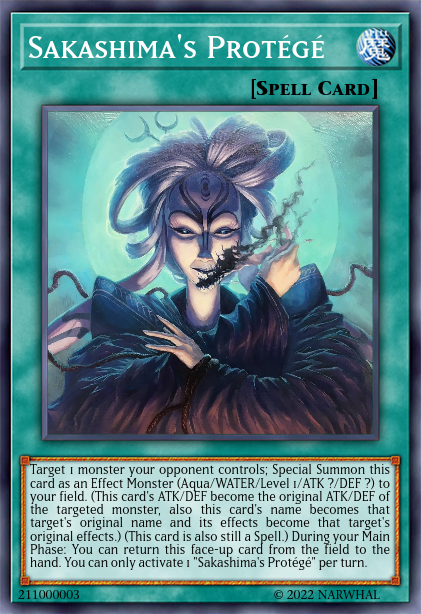 Sakashima's Protégé
魔
[Spell Card]
Target 1 monster your opponent controls; Special Summon this
card as an Effect Monster (Aqua/WATER/Level 1/ATK ?/DEF ?) to
your field. (This card's ATK/DEF become the original ATK/DEF of
the targeted monster, also this card's name becomes that
target's original name and its effects become that target's
original effects.) (This card is also still a Spell.) During your Main
Phase: You can return this face-up card from the field to the
hand. You can only activate 1 "Sakashima's Protégé" per turn.
211000003
© 2022 NARWHAL